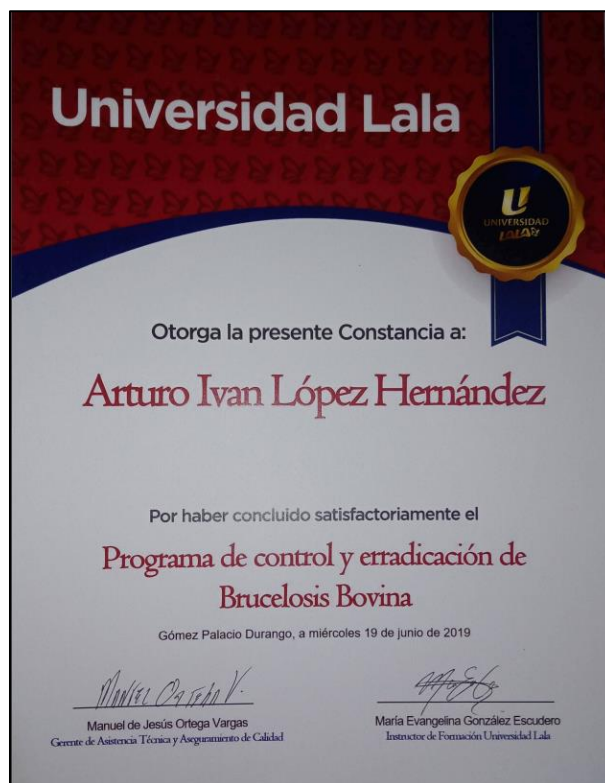 Universidad Lala
U
UNIVERSIDAD
LALA
Otorga la presente Constancia a:
Arturo Ivan López Hernández
Por haber concluido satisfactoriamente el
Programa de control y erradicación de
Brucelosis Bovina
Gómez Palacio Durango, a miércoles 19 de junio de 2019
Manuel Ortega V.
Manuel de Jesús Ortega Vargas
María Evangelina González Escudero
Gerente de Asistencia Técnica y Aseguramiento de Calidad
Instructor de Formación Universidad Lala